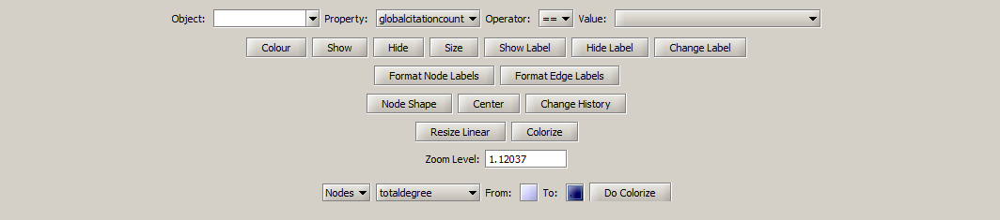 Object: Property: globalcitationcount Operator: == Value:
Colour Show Hide Size Show Label Hide Label Change Label
Format Node Labels Format Edge Labels
Node Shape Center Change History
Resize Linear Colorize
Zoom Level: 1.12037
Nodes totaldegree From: To: Do Colorize